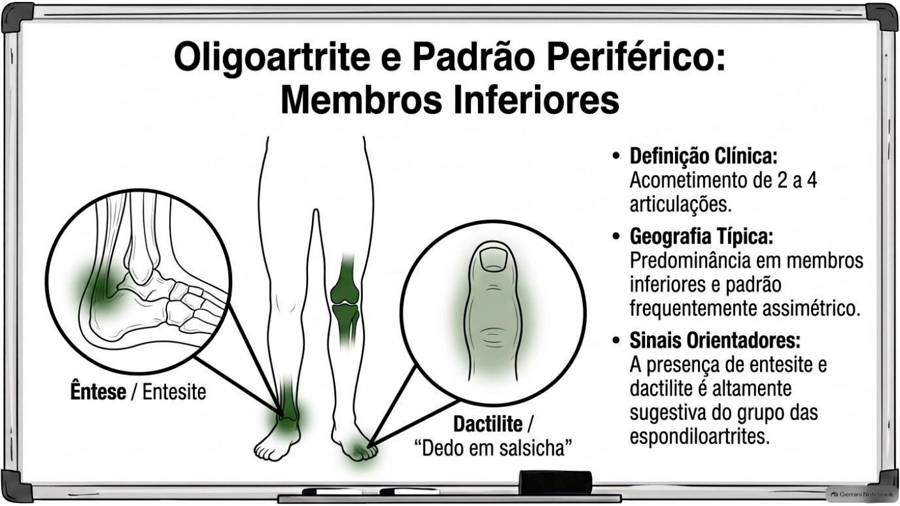 Oligoartrite e Padrão Periférico:
Membros Inferiores
• Definição Clínica:
Acometimento de 2 a 4
articulações.
• Geografia Típica:
Predominância em membros
inferiores e padrão
frequentemente assimétrico.
• Sinais Orientadores:
A presença de entesite e
dactilite é altamente
sugestiva do grupo das
espondiloartrites.
Êntese / Entesite
Dactilite /
“Dedo em salsicha”
Gemini Notebook